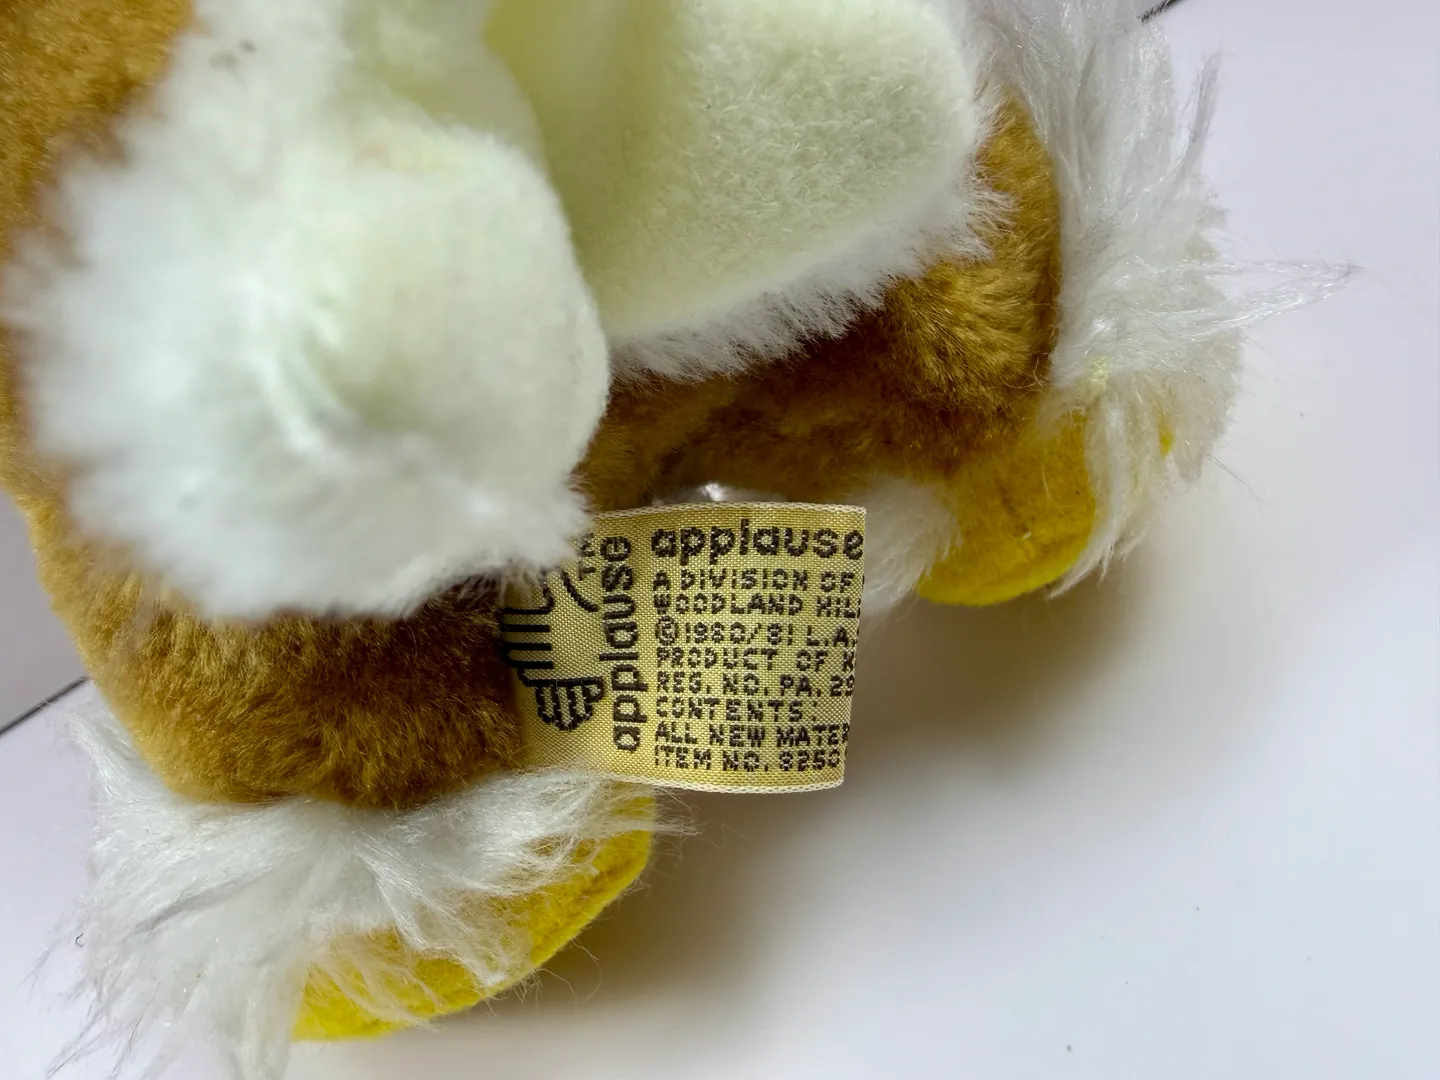 applause
applause
A DIVISION OF
WOODLAND HIL
©1980/81 L.A.
PRODUCT OF K
REG. NO. PA. 29
CONTENTS:
ALL NEW MATER
ITEM NO. 8250